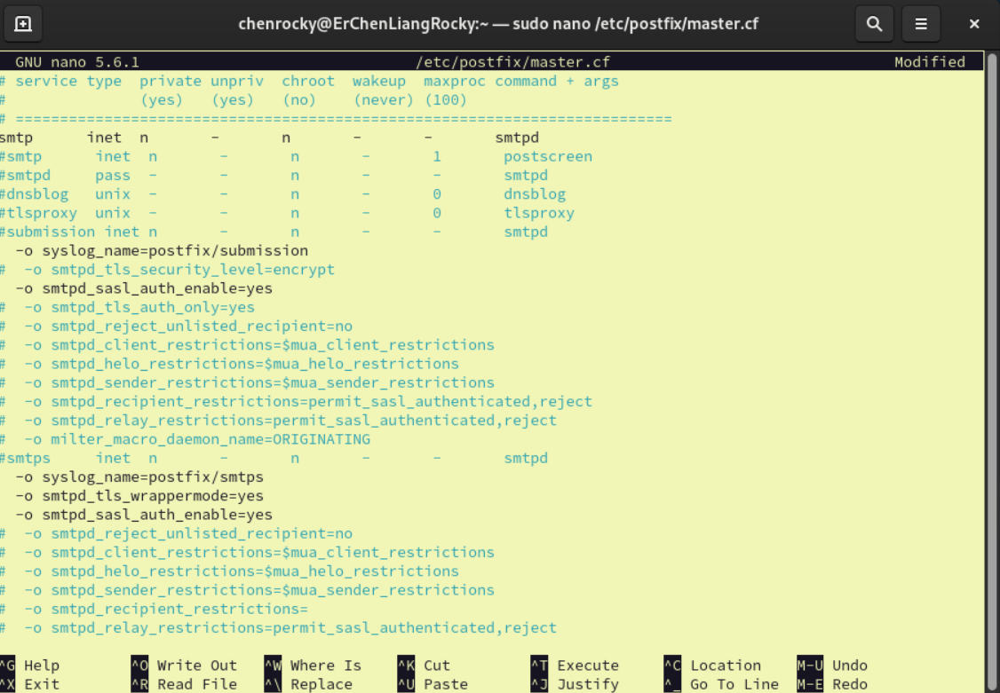 chenrocky@ErChenLiangRocky:~ — sudo nano /etc/postfix/master.cf
GNU nano 5.6.1 /etc/postfix/master.cf Modified
# service type  private unpriv  chroot  wakeup  maxproc command + args
#               (yes)   (yes)   (no)    (never) (100)
# ==========================================================================
smtp      inet  n       -       n       -       -       smtpd
#smtp      inet  n       -       n       -       1       postscreen
#smtpd     pass  -       -       n       -       -       smtpd
#dnsblog   unix  -       -       n       -       0       dnsblog
#tlsproxy  unix  -       -       n       -       0       tlsproxy
#submission inet n       -       n       -       -       smtpd
  -o syslog_name=postfix/submission
#  -o smtpd_tls_security_level=encrypt
  -o smtpd_sasl_auth_enable=yes
#  -o smtpd_tls_auth_only=yes
#  -o smtpd_reject_unlisted_recipient=no
#  -o smtpd_client_restrictions=$mua_client_restrictions
#  -o smtpd_helo_restrictions=$mua_helo_restrictions
#  -o smtpd_sender_restrictions=$mua_sender_restrictions
#  -o smtpd_recipient_restrictions=permit_sasl_authenticated,reject
#  -o smtpd_relay_restrictions=permit_sasl_authenticated,reject
#  -o milter_macro_daemon_name=ORIGINATING
#smtps     inet  n       -       n       -       -       smtpd
  -o syslog_name=postfix/smtps
  -o smtpd_tls_wrappermode=yes
  -o smtpd_sasl_auth_enable=yes
#  -o smtpd_reject_unlisted_recipient=no
#  -o smtpd_client_restrictions=$mua_client_restrictions
#  -o smtpd_helo_restrictions=$mua_helo_restrictions
#  -o smtpd_sender_restrictions=$mua_sender_restrictions
#  -o smtpd_recipient_restrictions=
#  -o smtpd_relay_restrictions=permit_sasl_authenticated,reject
^G Help ^O Write Out ^W Where Is ^K Cut ^T Execute ^C Location M-U Undo
^X Exit ^R Read File ^\ Replace ^U Paste ^J Justify ^_ Go To Line M-E Redo